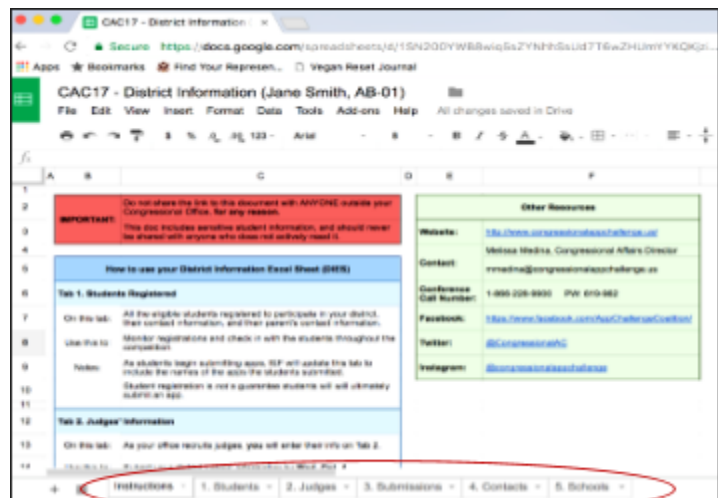 CAC17 - District Information (
Secure https://docs.google.com/spreadsheets/d/
Apps Bookmarks Find Your Represen... Vegan Reset Journal
CAC17 - District Information (Jane Smith, AB-01)
File Edit View Insert Format Data Tools Add-ons Help All changes saved in Drive
$ % .0 .00 123 - Arial B I S A
fx
A B C D E F
1
2
3
4
5
6
7
8
9
10
11
12
13
14
IMPORTANT:
Do not share the link to this document with ANYONE outside your
Congressional Office, for any reason.
This doc includes sensitive student information, and should never
be shared with anyone who does not actively need it.
How to use your District Information Excel Sheet (DIES)
Tab 1. Students Registered
On this tab: All the eligible students registered to participate in your district,
their contact information, and their parent's contact information.
Use this to: Monitor registrations and check in with the students throughout the
competition.
Notes: As students begin submitting apps, ISF will update this tab to
include the names of the apps the students submitted.
Student registration is not a guarantee students will will ultimately
submit an app.
Tab 2. Judges' Information
On this tab: As your office recruits judges, you will enter their info on Tab 2.
Other Resources
Website: http://www.congressionalappchallenge.us/
Contact: Melissa Medina, Congressional Affairs Director
mmedina@congressionalappchallenge.us
Conference
Call Number:
PW:
Facebook: https://www.facebook.com/AppChallengeCoalition/
Twitter: @CongressionalAC
Instagram: @congressionalappchallenge
+ Instructions 1. Students 2. Judges 3. Submissions 4. Contacts 5. Schools